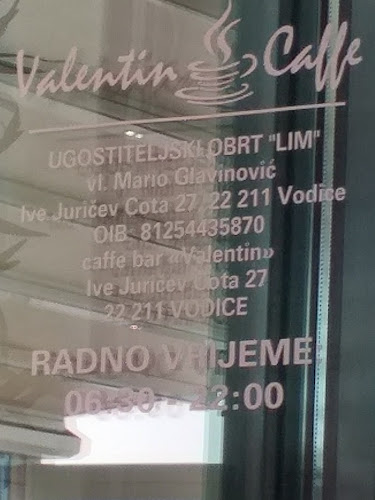 Valentin Caffe
UGOSTITELJSKI OBRT "LIM"
vl. Mario Glavinović
Ive Juričev Cota 27, 22 211 Vodice
OIB: 81254435870
caffe bar «Valentin»
Ive Juričev Cota 27
22 211 VODICE
RADNO VRIJEME:
06:30 - 22:00